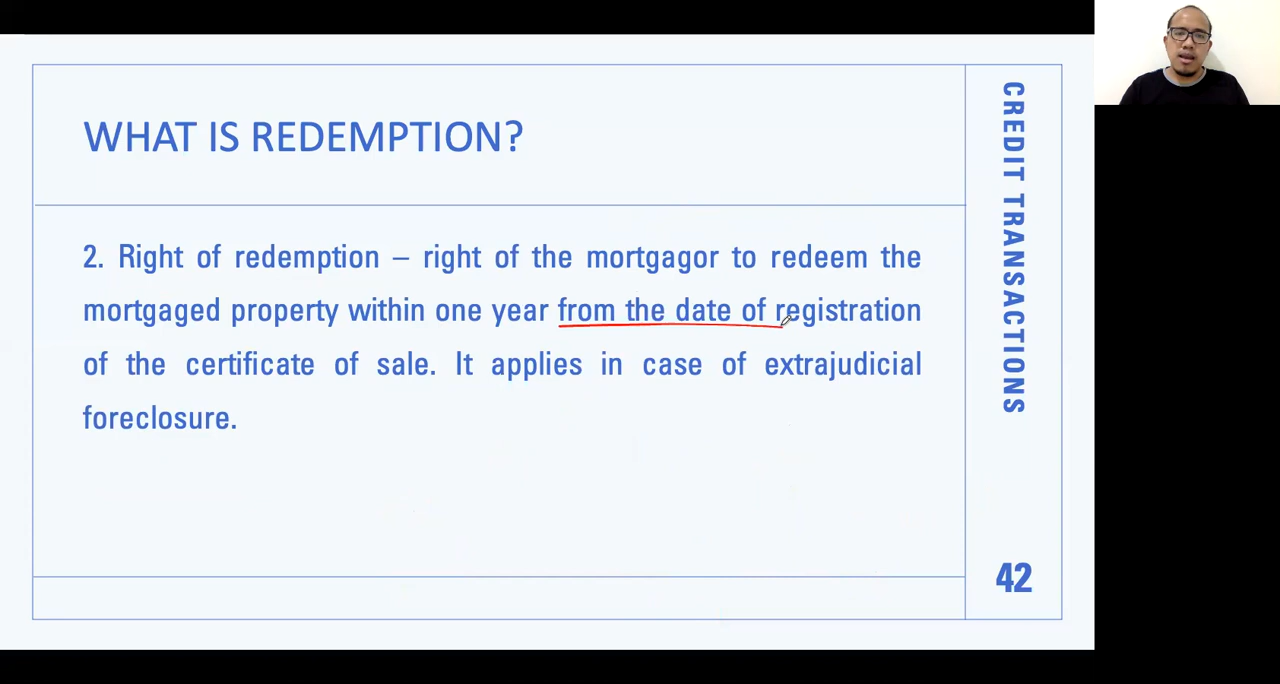 WHAT IS REDEMPTION?
2. Right of redemption – right of the mortgagor to redeem the
mortgaged property within one year from the date of registration
of the certificate of sale. It applies in case of extrajudicial
foreclosure.
CREDIT TRANSACTIONS
42